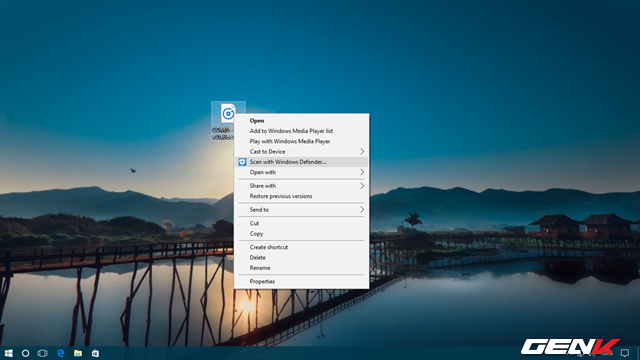 Open
Add to Windows Media Player list
Play with Windows Media Player
Cast to Device
Scan with Windows Defender...
Open with
Share with
Restore previous versions
Send to
Cut
Copy
Create shortcut
Delete
Rename
Properties
GENK